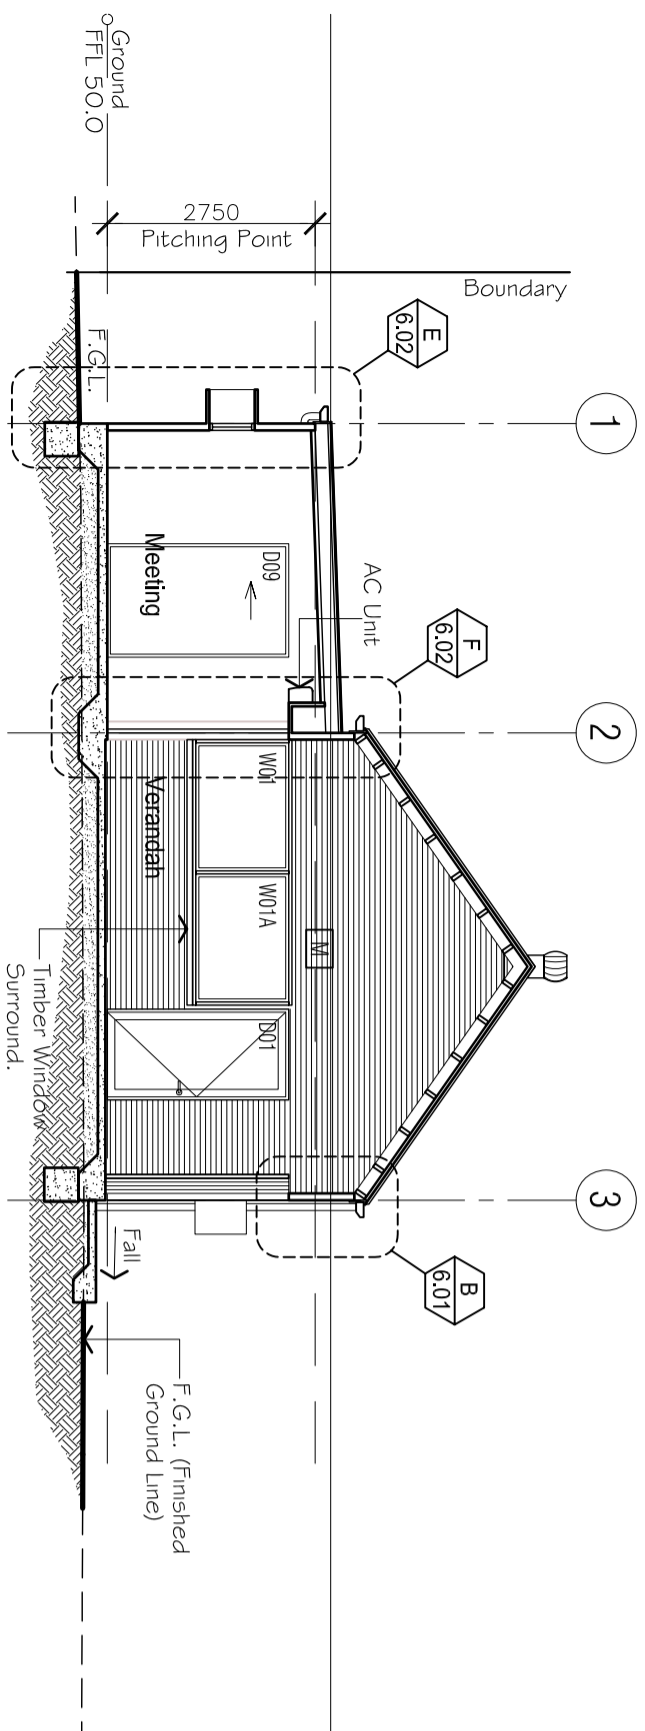 1
2
3
E
6.02
F
6.02
B
6.01
Boundary
AC Unit
2750
Pitching Point
M
D09
W01
W01A
D01
Meeting
Verandah
Ground
FFL 50.0
F.G.L.
Fall
Timber Window
Surround.
F.G.L. (Finished
Ground Line)